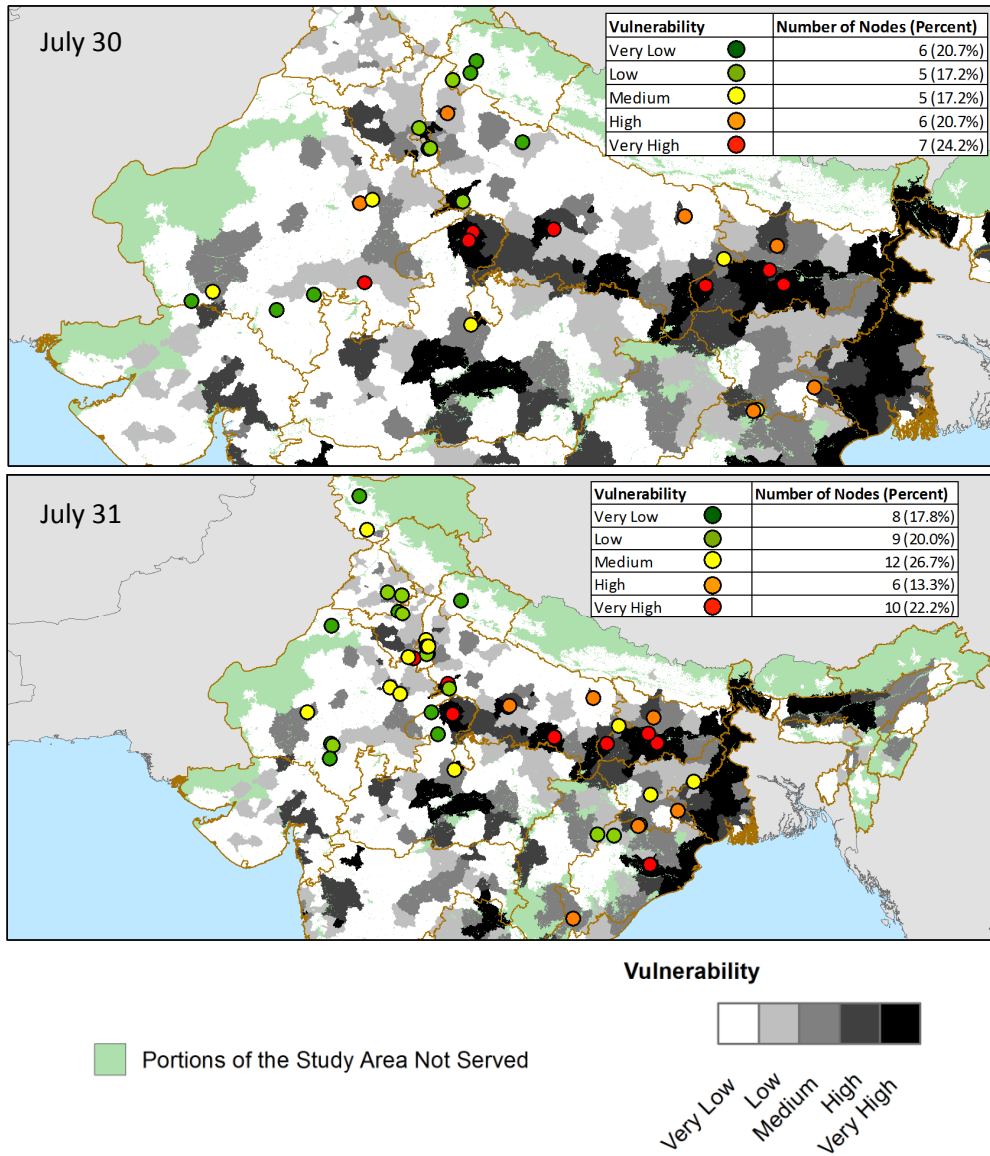 July 30
Vulnerability Number of Nodes (Percent)
Very Low 6 (20.7%)
Low 5 (17.2%)
Medium 5 (17.2%)
High 6 (20.7%)
Very High 7 (24.2%)
July 31
Vulnerability Number of Nodes (Percent)
Very Low 8 (17.8%)
Low 9 (20.0%)
Medium 12 (26.7%)
High 6 (13.3%)
Very High 10 (22.2%)
Vulnerability
Portions of the Study Area Not Served
Very Low
Low
Medium
High
Very High